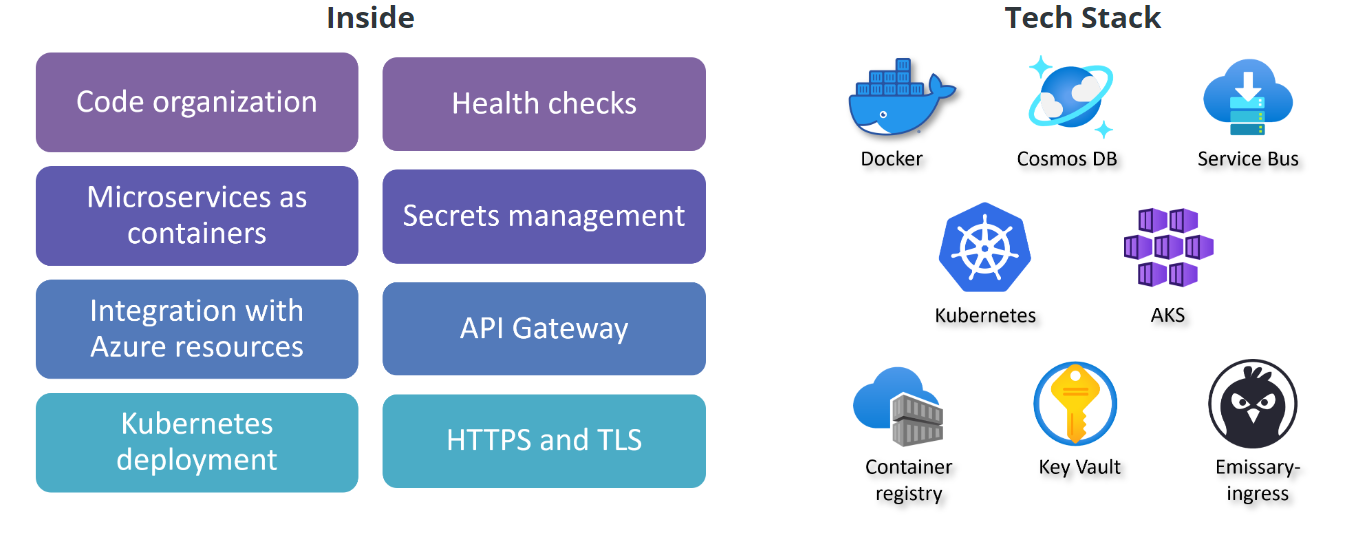 Inside
Code organization
Health checks
Microservices as
containers
Secrets management
Integration with
Azure resources
API Gateway
Kubernetes
deployment
HTTPS and TLS
Tech Stack
Docker
Cosmos DB
Service Bus
Kubernetes
AKS
Container
registry
Key Vault
Emissary-
ingress